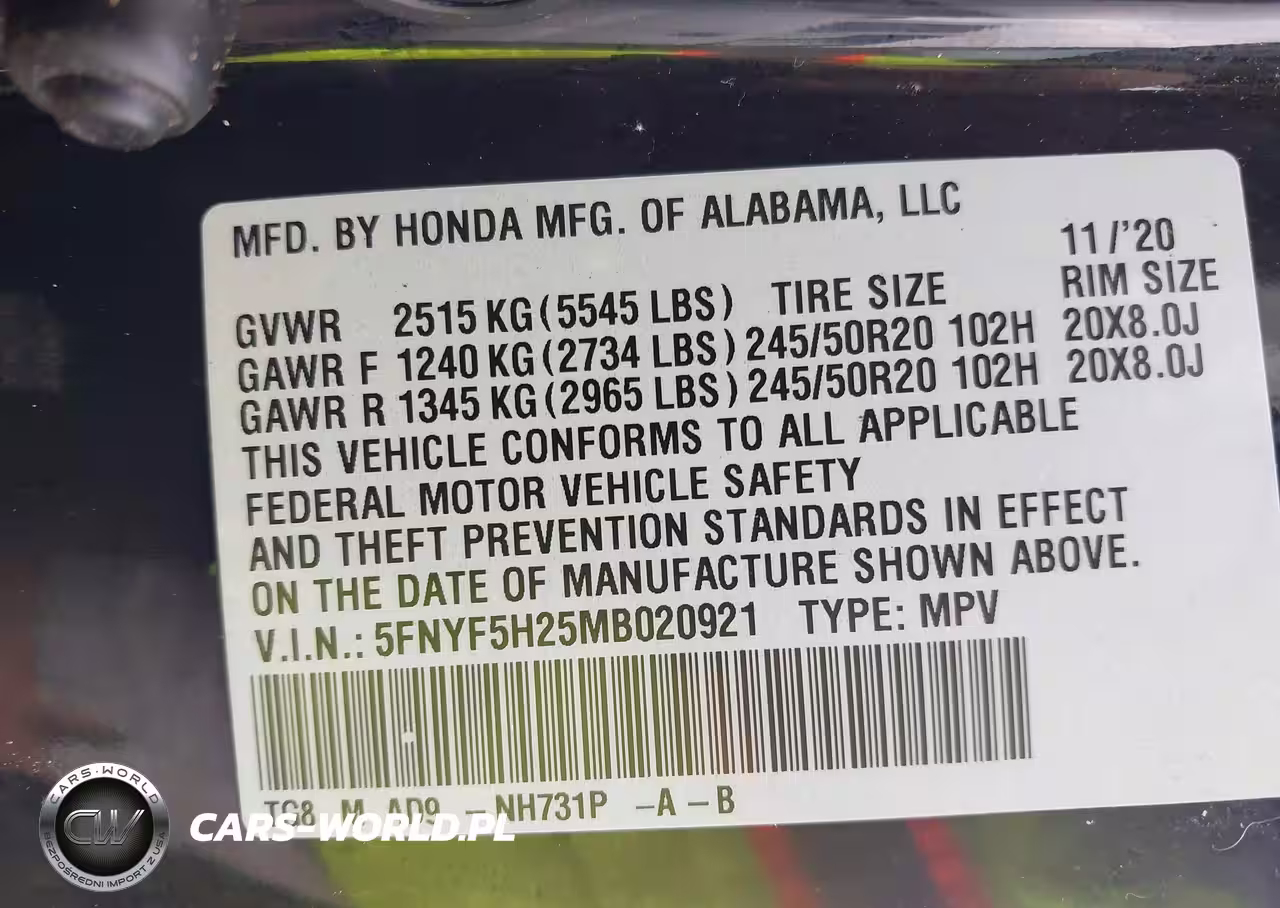 MFD. BY HONDA MFG. OF ALABAMA, LLC
11/'20
GVWR 2515 KG (5545 LBS) TIRE SIZE RIM SIZE
GAWR F 1240 KG (2734 LBS) 245/50R20 102H 20X8.0J
GAWR R 1345 KG (2965 LBS) 245/50R20 102H 20X8.0J
THIS VEHICLE CONFORMS TO ALL APPLICABLE
FEDERAL MOTOR VEHICLE SAFETY
AND THEFT PREVENTION STANDARDS IN EFFECT
ON THE DATE OF MANUFACTURE SHOWN ABOVE.
V.I.N.: 5FNYF5H25MB020921 TYPE: MPV
TG8 M AD9 -NH731P -A -B
CARS-WORLD
CW
BEZPOŚREDNI IMPORT Z USA
CARS-WORLD.PL